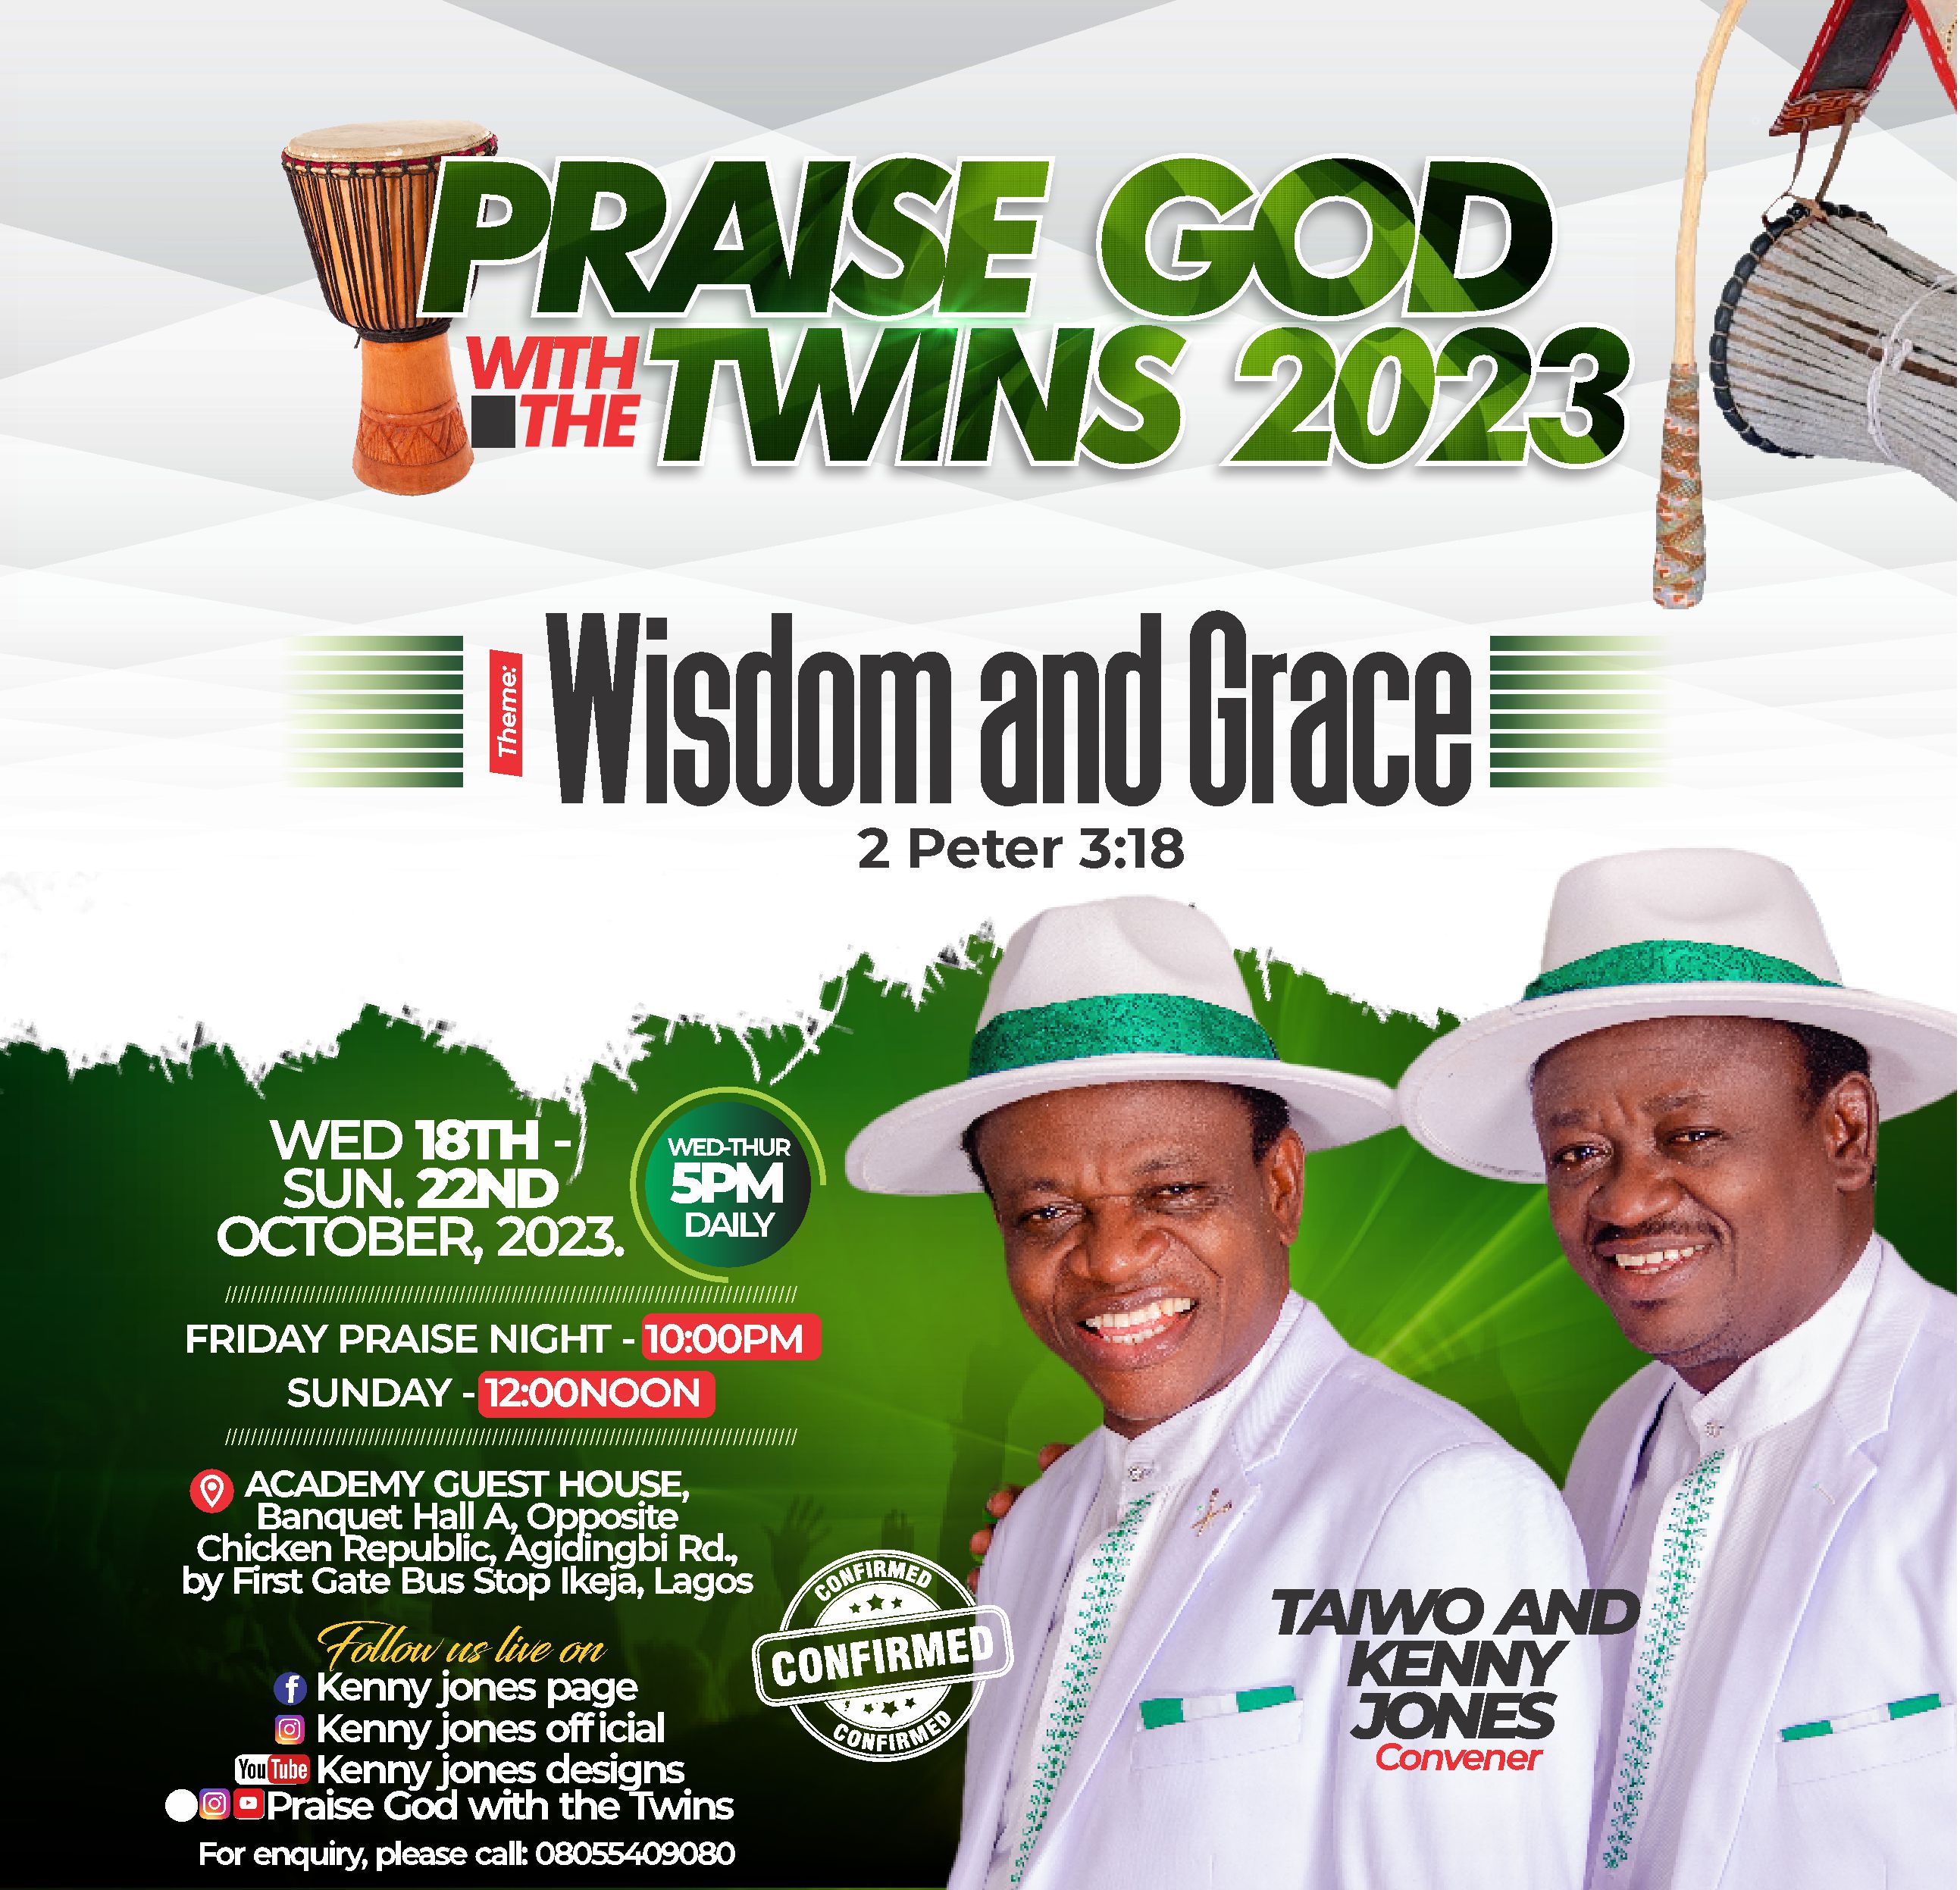 PRAISE GOD
WITH
THE
TWINS 2023
Theme:
Wisdom and Grace
2 Peter 3:18
WED 18TH -
SUN. 22ND
OCTOBER, 2023.
WED-THUR
5PM
DAILY
FRIDAY PRAISE NIGHT - 10:00PM
SUNDAY - 12:00NOON
ACADEMY GUEST HOUSE,
Banquet Hall A, Opposite
Chicken Republic, Agidingbi Rd.,
by First Gate Bus Stop Ikeja, Lagos
CONFIRMED
CONFIRMED
CONFIRMED
Follow us live on
f Kenny jones page
Kenny jones official
YouTube Kenny jones designs
Praise God with the Twins
For enquiry, please call: 08055409080
TAIWO AND
KENNY
JONES
Convener